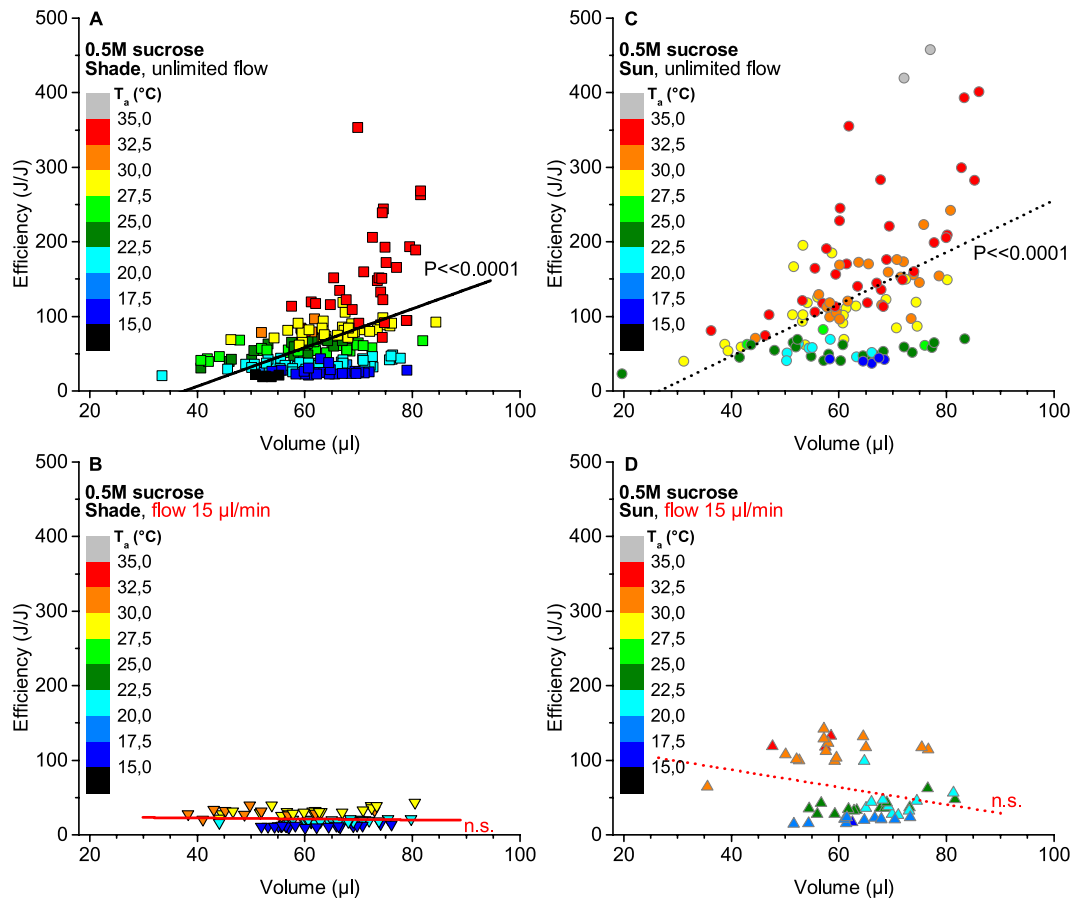 A
0.5M sucrose
Shade, unlimited flow
Tₐ (°C)
35,0
32,5
30,0
27,5
25,0
22,5
20,0
17,5
15,0
P<<0.0001
500
400
300
200
100
0
Efficiency (J/J)
20 40 60 80 100
Volume (µl)
C
0.5M sucrose
Sun, unlimited flow
Tₐ (°C)
35,0
32,5
30,0
27,5
25,0
22,5
20,0
17,5
15,0
P<<0.0001
500
400
300
200
100
0
Efficiency (J/J)
20 40 60 80 100
Volume (µl)
B
0.5M sucrose
Shade, flow 15 µl/min
Tₐ (°C)
35,0
32,5
30,0
27,5
25,0
22,5
20,0
17,5
15,0
n.s.
500
400
300
200
100
0
Efficiency (J/J)
20 40 60 80 100
Volume (µl)
D
0.5M sucrose
Sun, flow 15 µl/min
Tₐ (°C)
35,0
32,5
30,0
27,5
25,0
22,5
20,0
17,5
15,0
n.s.
500
400
300
200
100
0
Efficiency (J/J)
20 40 60 80 100
Volume (µl)